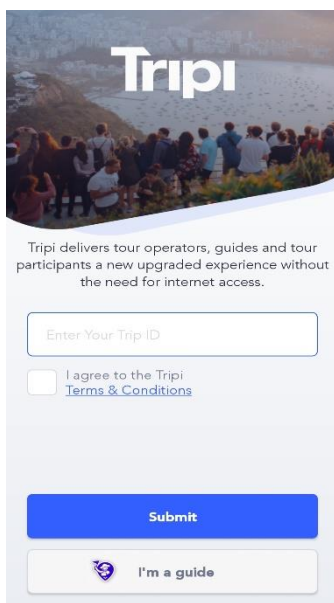 Tripi
Tripi delivers tour operators, guides and tour
participants a new upgraded experience without
the need for internet access.
Enter Your Trip ID
I agree to the Tripi
Terms & Conditions
Submit
I'm a guide